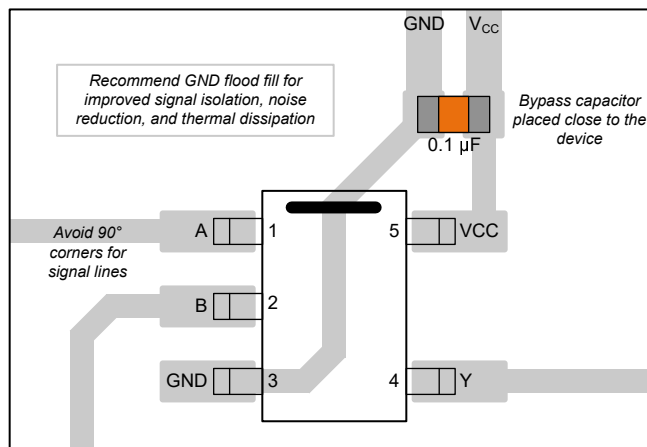 GND VCC
Recommend GND flood fill for
improved signal isolation, noise
reduction, and thermal dissipation
Bypass capacitor
placed close to the
device
0.1 µF
A 1 5 VCC
Avoid 90°
corners for
signal lines
B 2
GND 3 4 Y